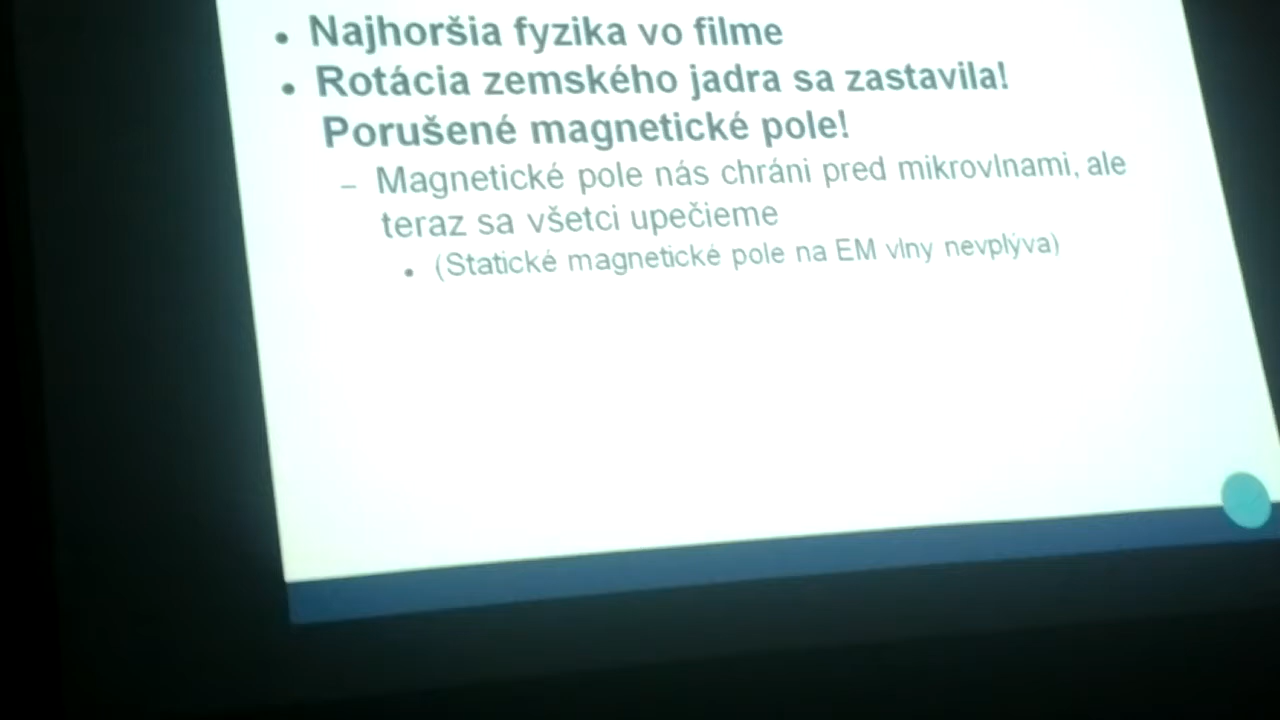 • Najhoršia fyzika vo filme
• Rotácia zemského jadra sa zastavila!
Porušené magnetické pole!
– Magnetické pole nás chráni pred mikrovlnami, ale
teraz sa všetci upečieme
• (Statické magnetické pole na EM vlny nevplýva)